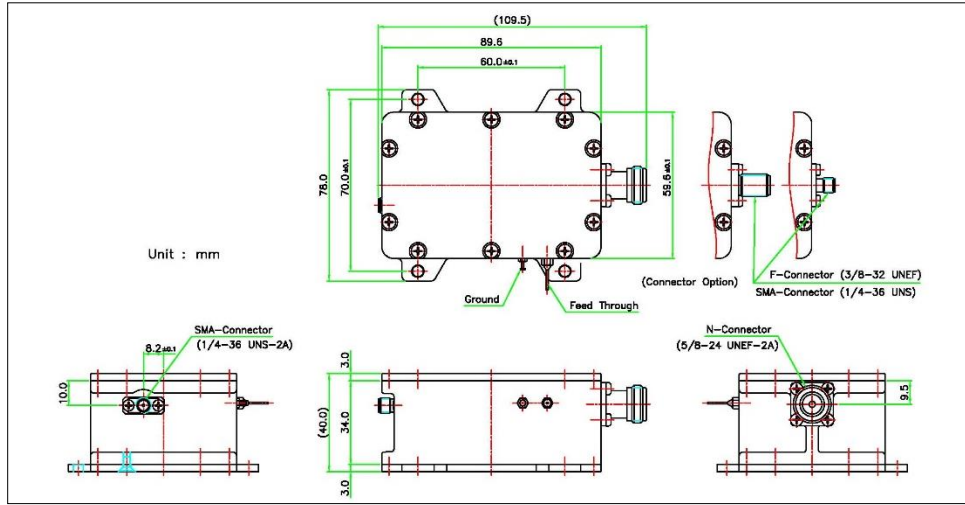 (109.5)
89.6
60.0±0.1
78.0
70.0±0.1
59.6±0.1
Unit : mm
Ground
Feed Through
(Connector Option)
F-Connector (3/8-32 UNEF)
SMA-Connector (1/4-36 UNS)
SMA-Connector
(1/4-36 UNS-2A)
8.2±0.1
10.0
3.0
(40.0)
34.0
3.0
N-Connector
(5/8-24 UNEF-2A)
9.5